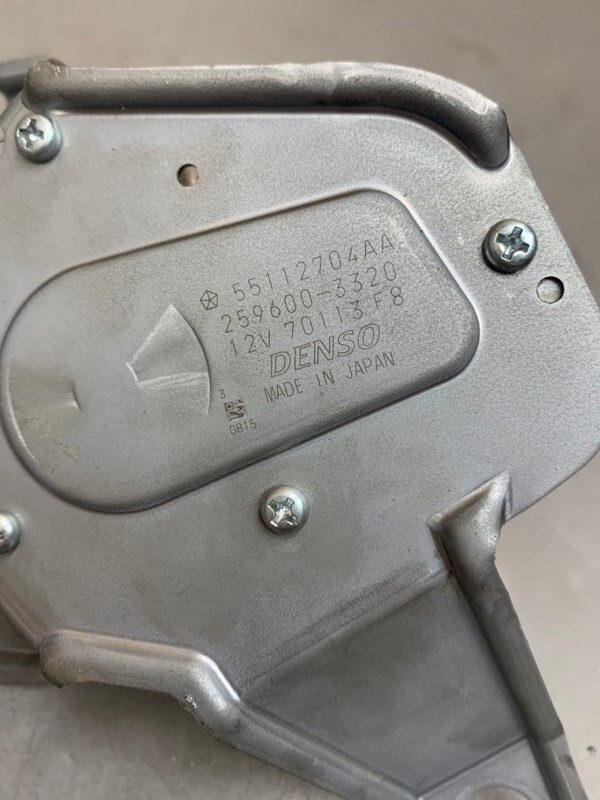 55112704AA
259600-3320
12V 70113 F8
DENSO
MADE IN JAPAN
3
0815